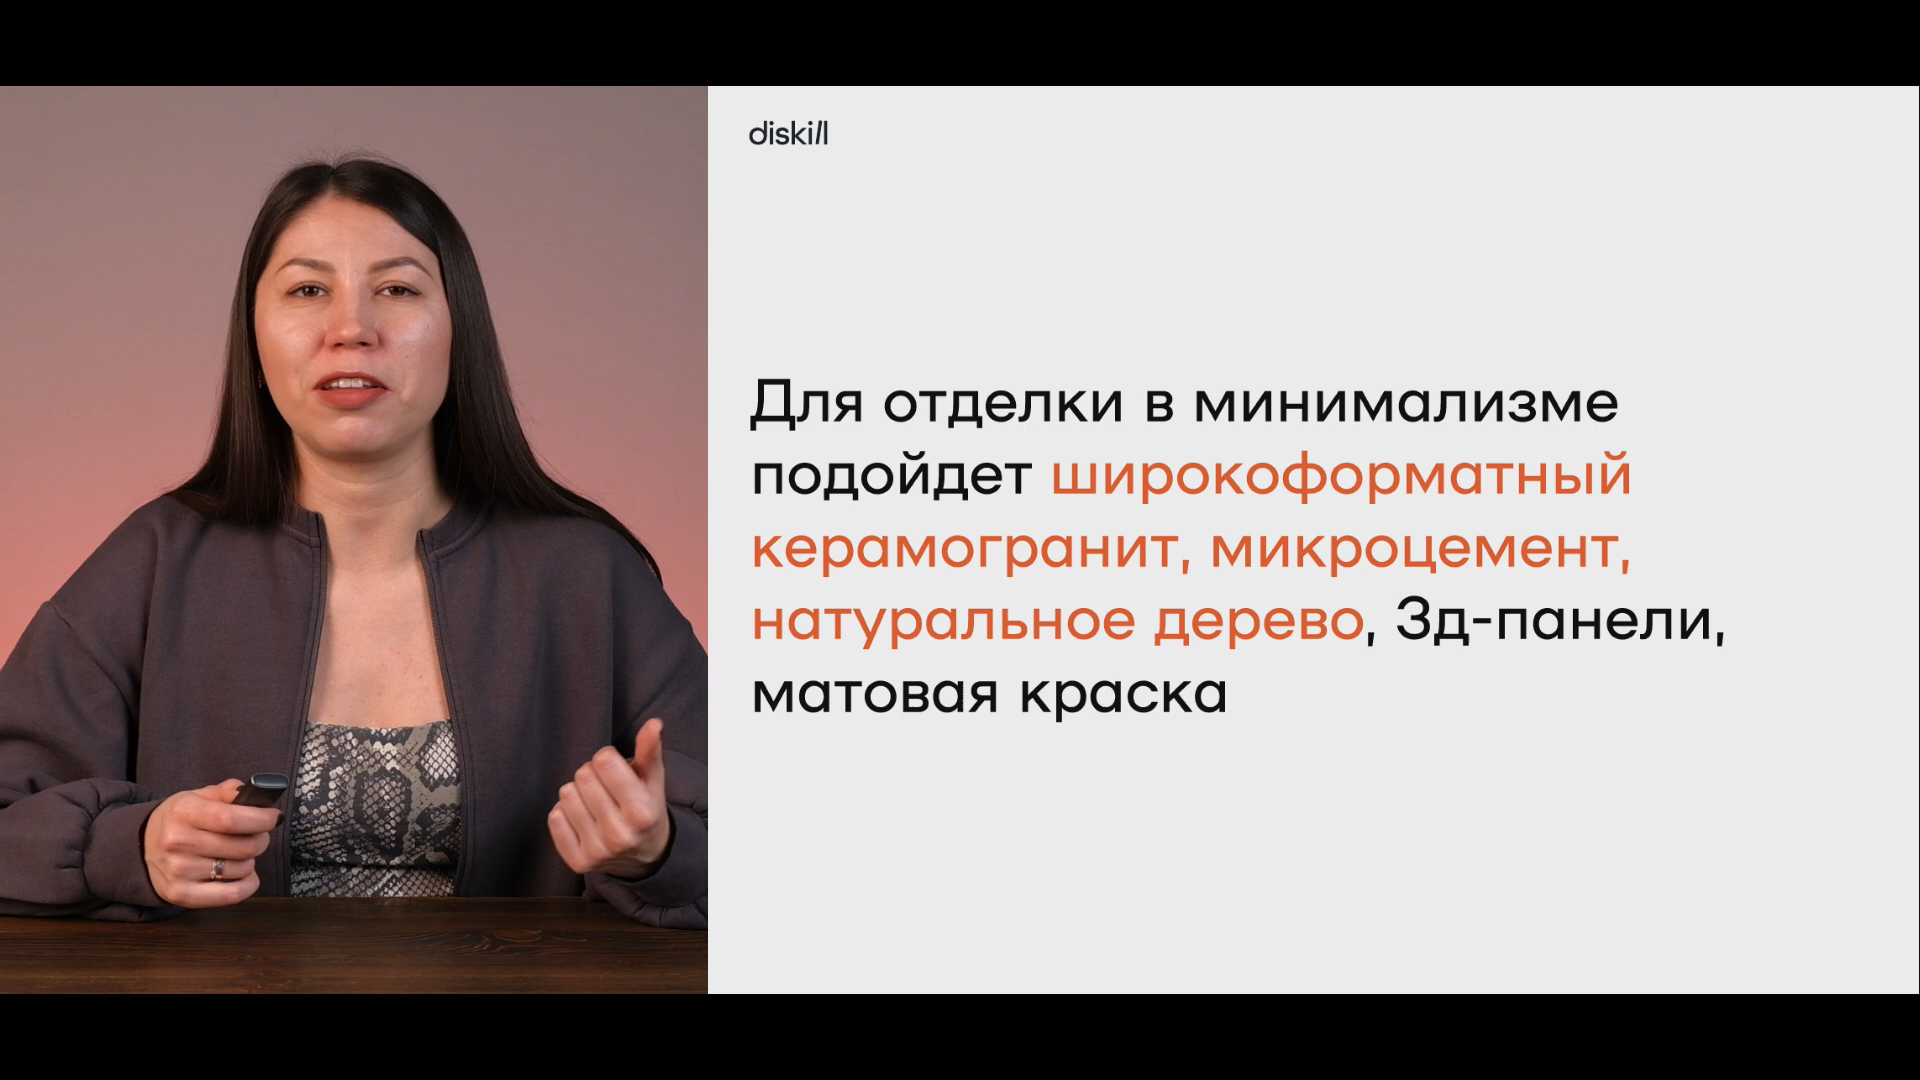 diskill
Для отделки в минимализме
подойдет широкоформатный
керамогранит, микроцемент,
натуральное дерево, 3д-панели,
матовая краска